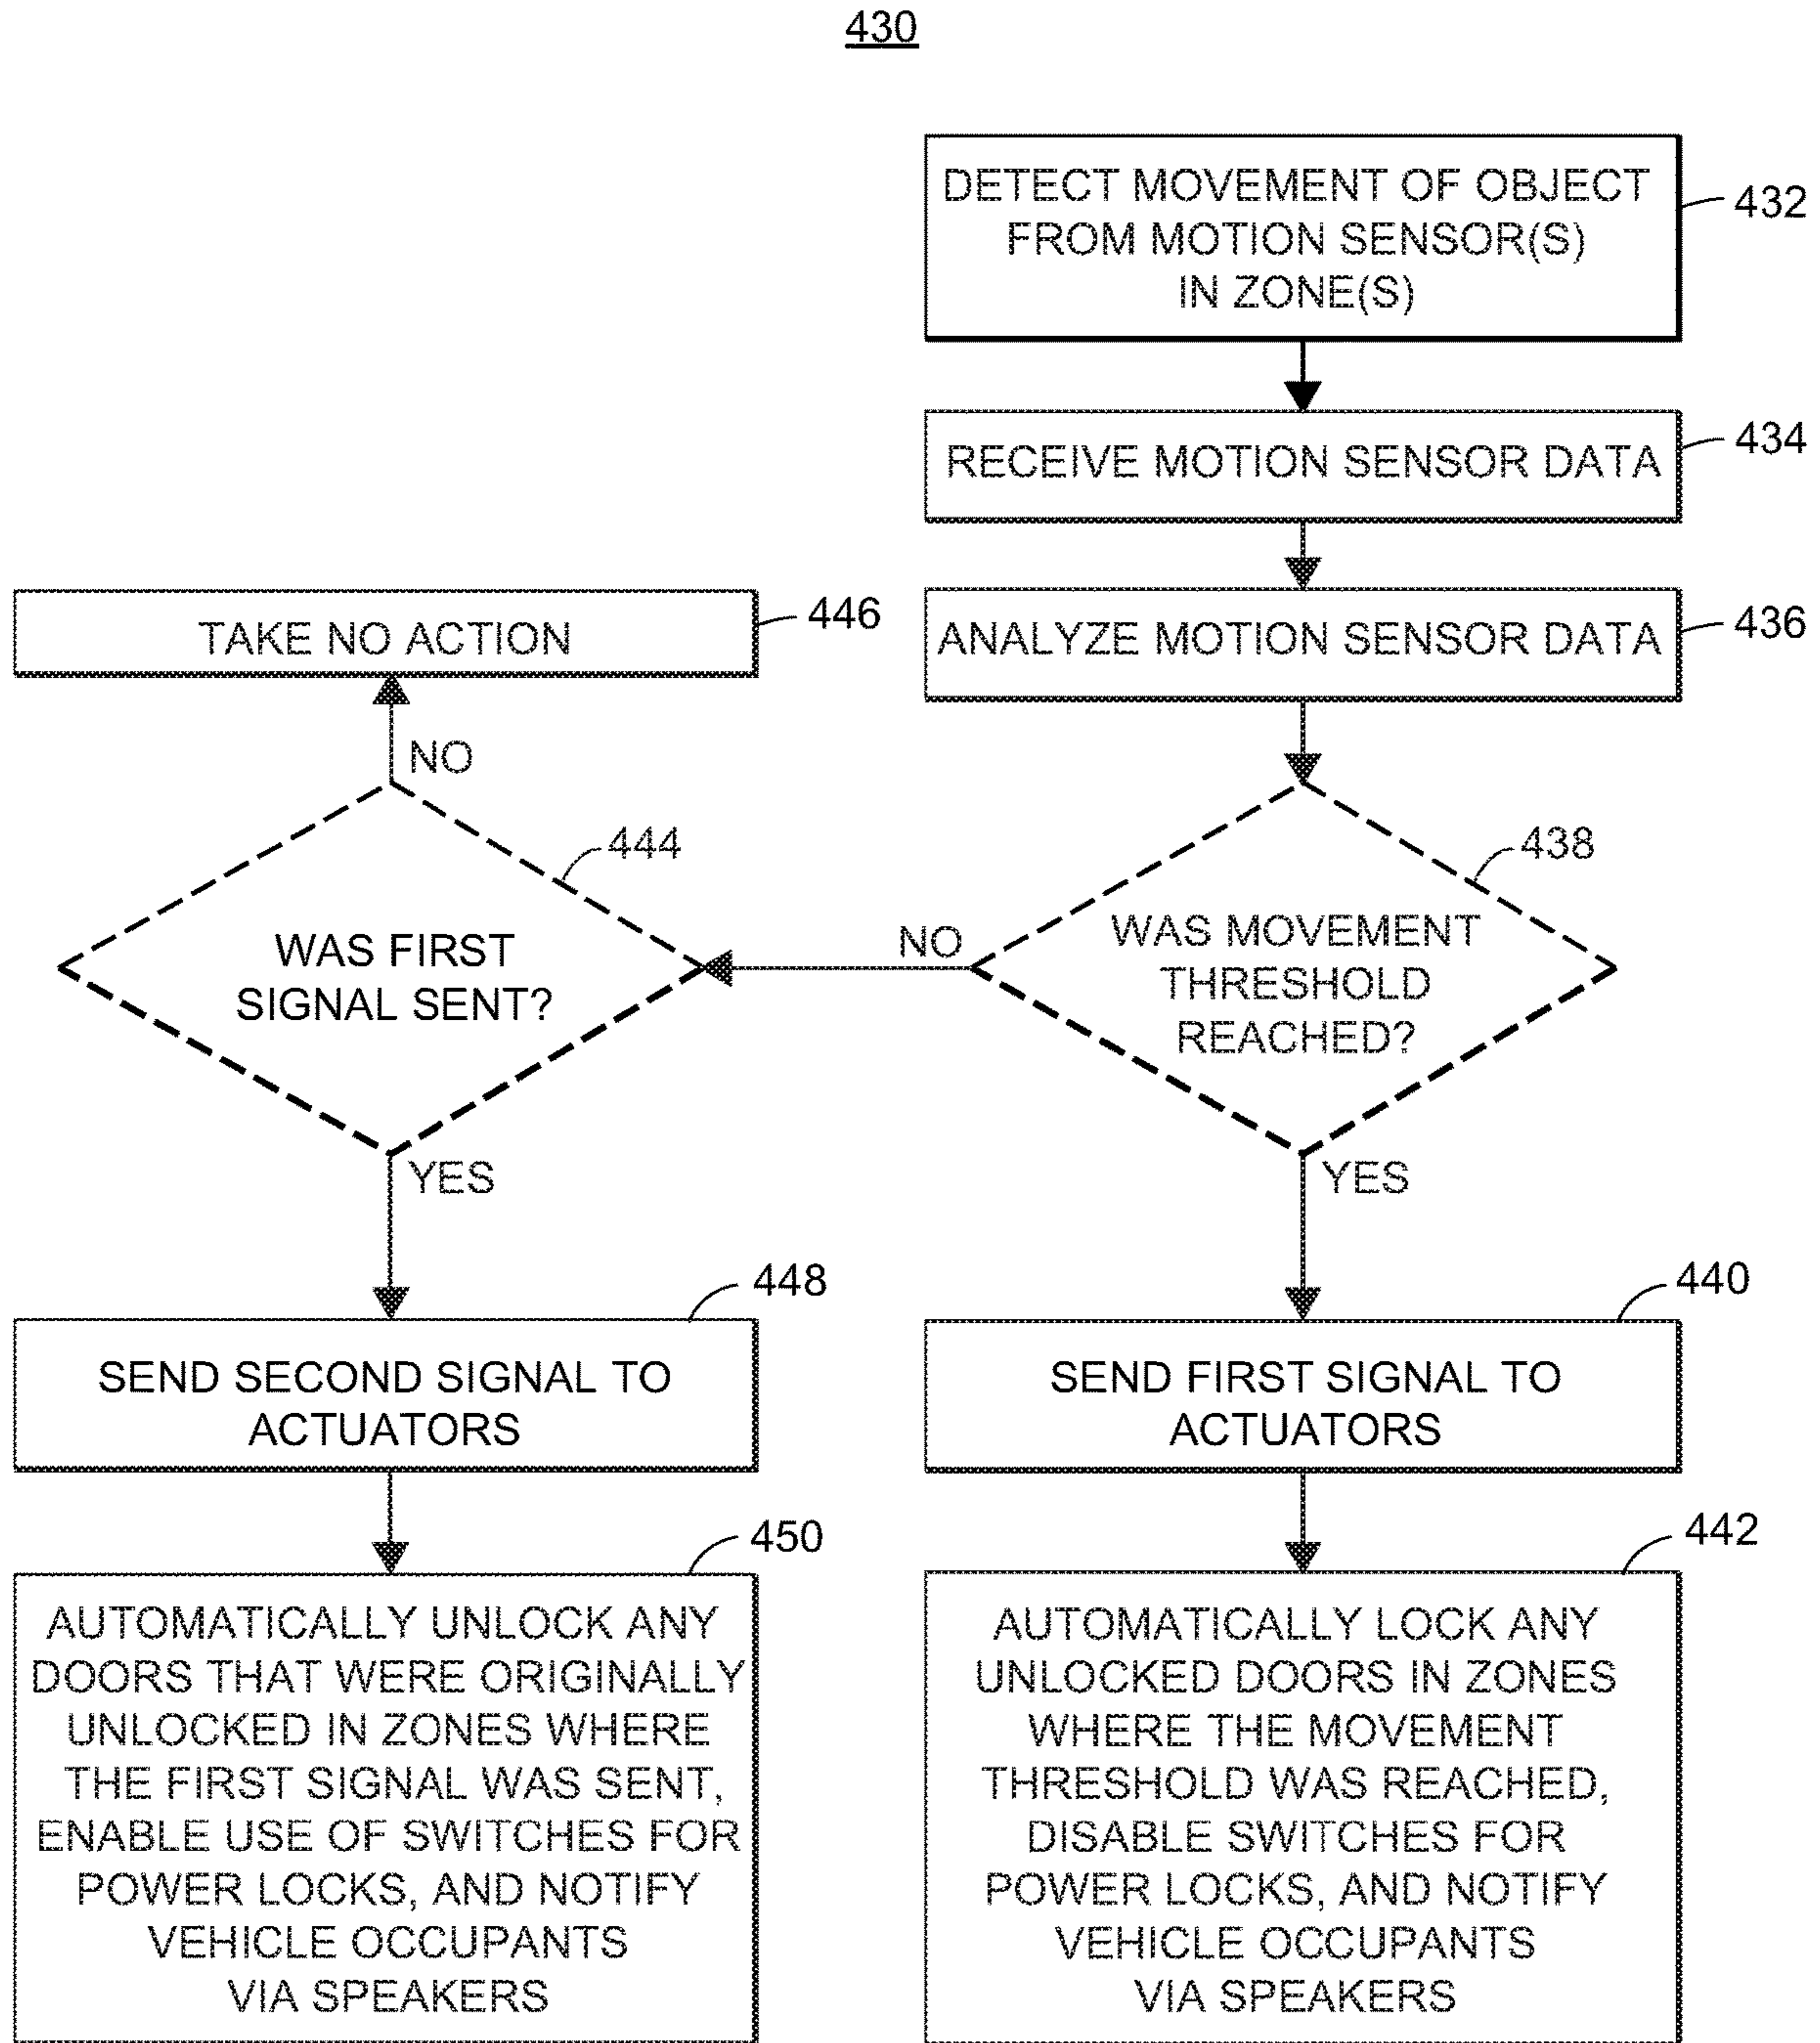 430
DETECT MOVEMENT OF OBJECT
FROM MOTION SENSOR(S)
IN ZONE(S)
432
RECEIVE MOTION SENSOR DATA
434
ANALYZE MOTION SENSOR DATA
436
TAKE NO ACTION
446
NO
444
WAS FIRST
SIGNAL SENT?
NO
438
WAS MOVEMENT
THRESHOLD
REACHED?
YES
YES
448
SEND SECOND SIGNAL TO
ACTUATORS
440
SEND FIRST SIGNAL TO
ACTUATORS
450
AUTOMATICALLY UNLOCK ANY
DOORS THAT WERE ORIGINALLY
UNLOCKED IN ZONES WHERE
THE FIRST SIGNAL WAS SENT,
ENABLE USE OF SWITCHES FOR
POWER LOCKS, AND NOTIFY
VEHICLE OCCUPANTS
VIA SPEAKERS
442
AUTOMATICALLY LOCK ANY
UNLOCKED DOORS IN ZONES
WHERE THE MOVEMENT
THRESHOLD WAS REACHED,
DISABLE SWITCHES FOR
POWER LOCKS, AND NOTIFY
VEHICLE OCCUPANTS
VIA SPEAKERS